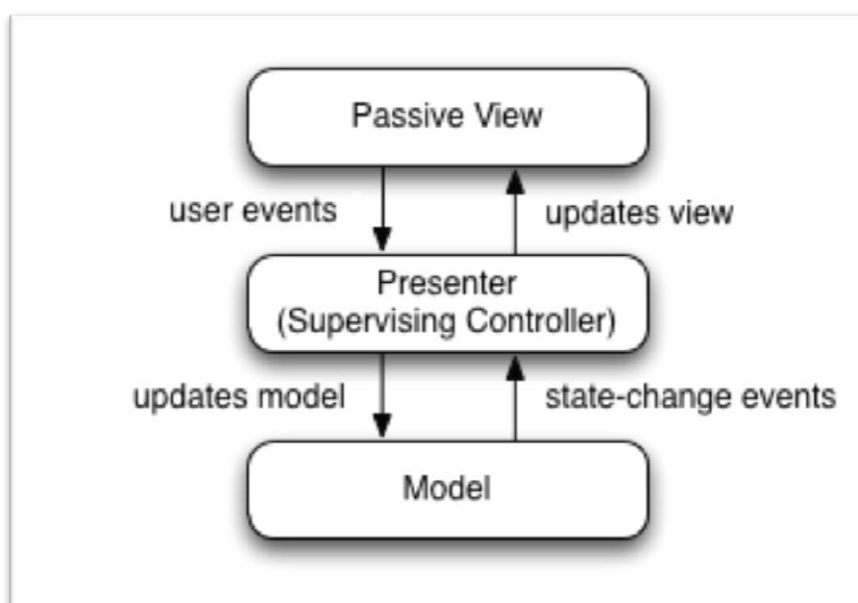 Passive View
user events
updates view
Presenter
(Supervising Controller)
updates model
state-change events
Model